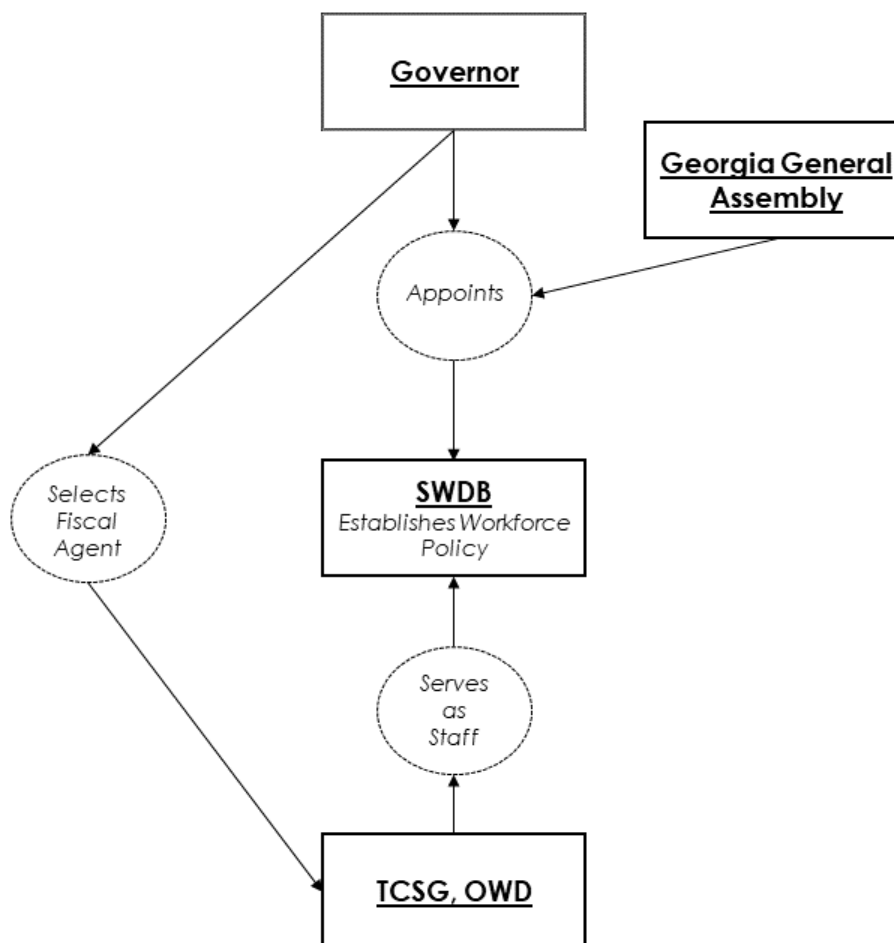 Governor
Georgia General
Assembly
Appoints
Selects
Fiscal
Agent
SWDB
Establishes Workforce
Policy
Serves
as
Staff
TCSG, OWD